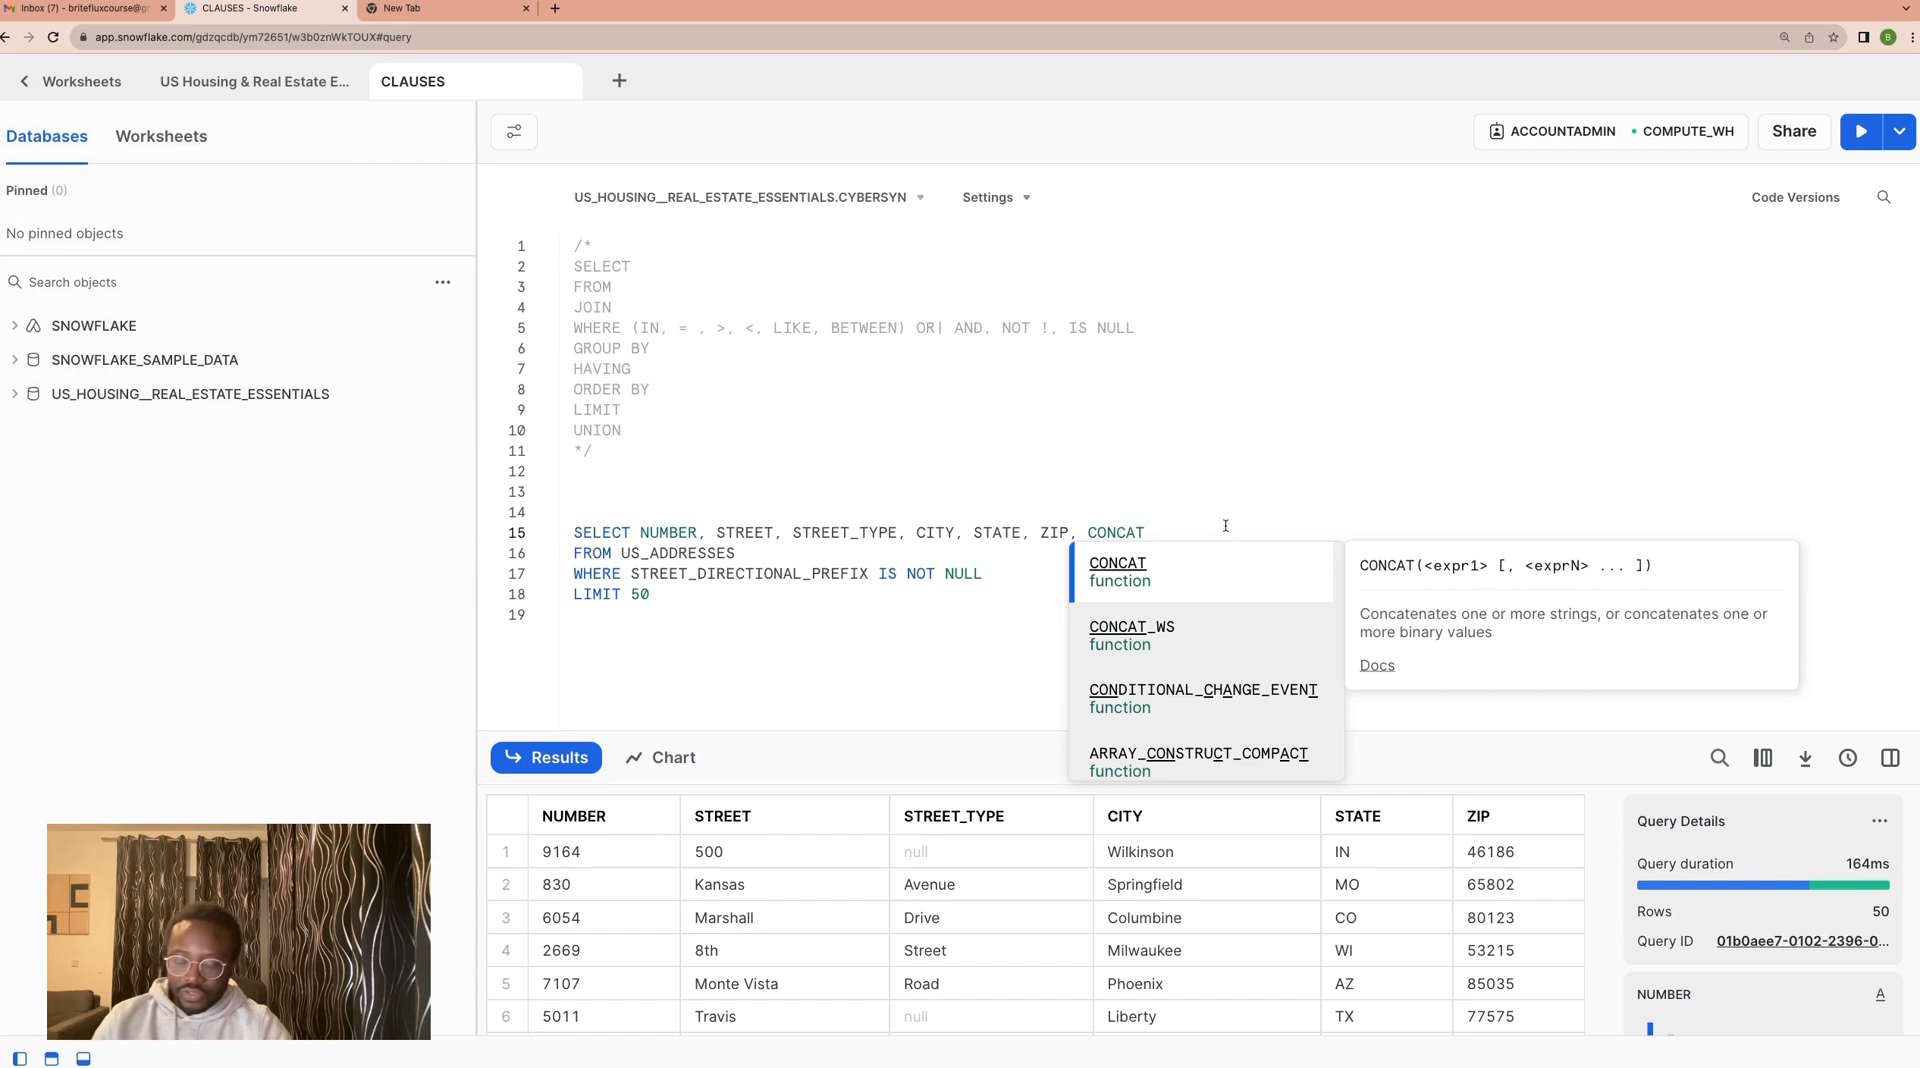 Inbox (7) - britefluxcourse@g
CLAUSES - Snowflake
New Tab
app.snowflake.com/gdzqcdb/ym72651/w3b0znWkTOUX#query
B
Worksheets
US Housing & Real Estate E...
CLAUSES
Databases
Worksheets
ACCOUNTADMIN • COMPUTE_WH
Share
Pinned (0)
No pinned objects
Search objects
SNOWFLAKE
SNOWFLAKE_SAMPLE_DATA
US_HOUSING__REAL_ESTATE_ESSENTIALS
US_HOUSING__REAL_ESTATE_ESSENTIALS.CYBERSYN
Settings
Code Versions
1 /*
2 SELECT
3 FROM
4 JOIN
5 WHERE (IN, = , >, <, LIKE, BETWEEN) OR| AND, NOT !, IS NULL
6 GROUP BY
7 HAVING
8 ORDER BY
9 LIMIT
10 UNION
11 */
12
13
14
15 SELECT NUMBER, STREET, STREET_TYPE, CITY, STATE, ZIP, CONCAT
16 FROM US_ADDRESSES
17 WHERE STREET_DIRECTIONAL_PREFIX IS NOT NULL
18 LIMIT 50
19
CONCAT
function
CONCAT_WS
function
CONDITIONAL_CHANGE_EVENT
function
ARRAY_CONSTRUCT_COMPACT
function
CONCAT(<expr1> [, <exprN> ... ])
Concatenates one or more strings, or concatenates one or
more binary values
Docs
Results
Chart
NUMBER STREET STREET_TYPE CITY STATE ZIP
1 9164 500 null Wilkinson IN 46186
2 830 Kansas Avenue Springfield MO 65802
3 6054 Marshall Drive Columbine CO 80123
4 2669 8th Street Milwaukee WI 53215
5 7107 Monte Vista Road Phoenix AZ 85035
6 5011 Travis null Liberty TX 77575
Query Details
Query duration 164ms
Rows 50
Query ID 01b0aee7-0102-2396-0...
NUMBER A